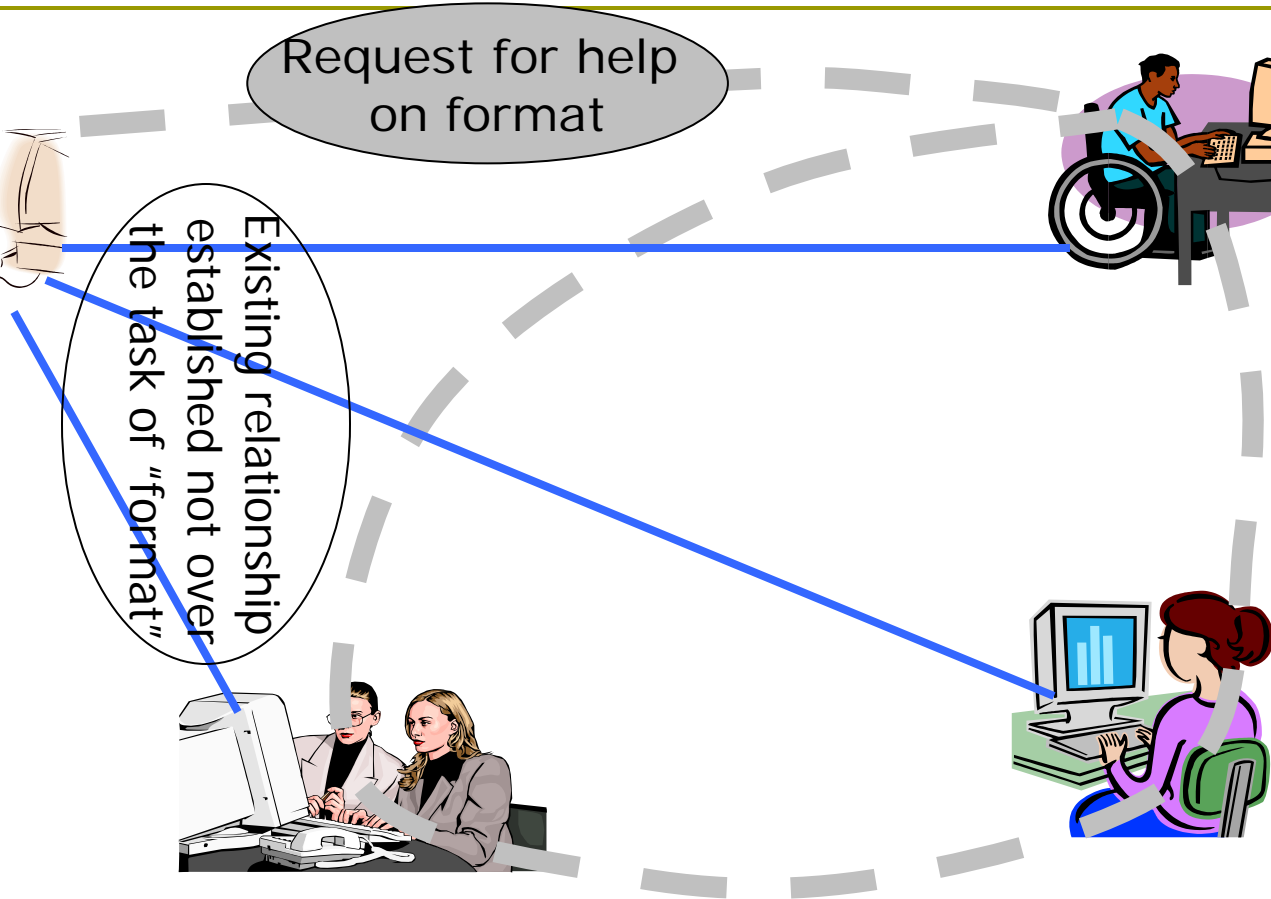 Request for help
on format
Existing relationship
established not over
the task of “format”